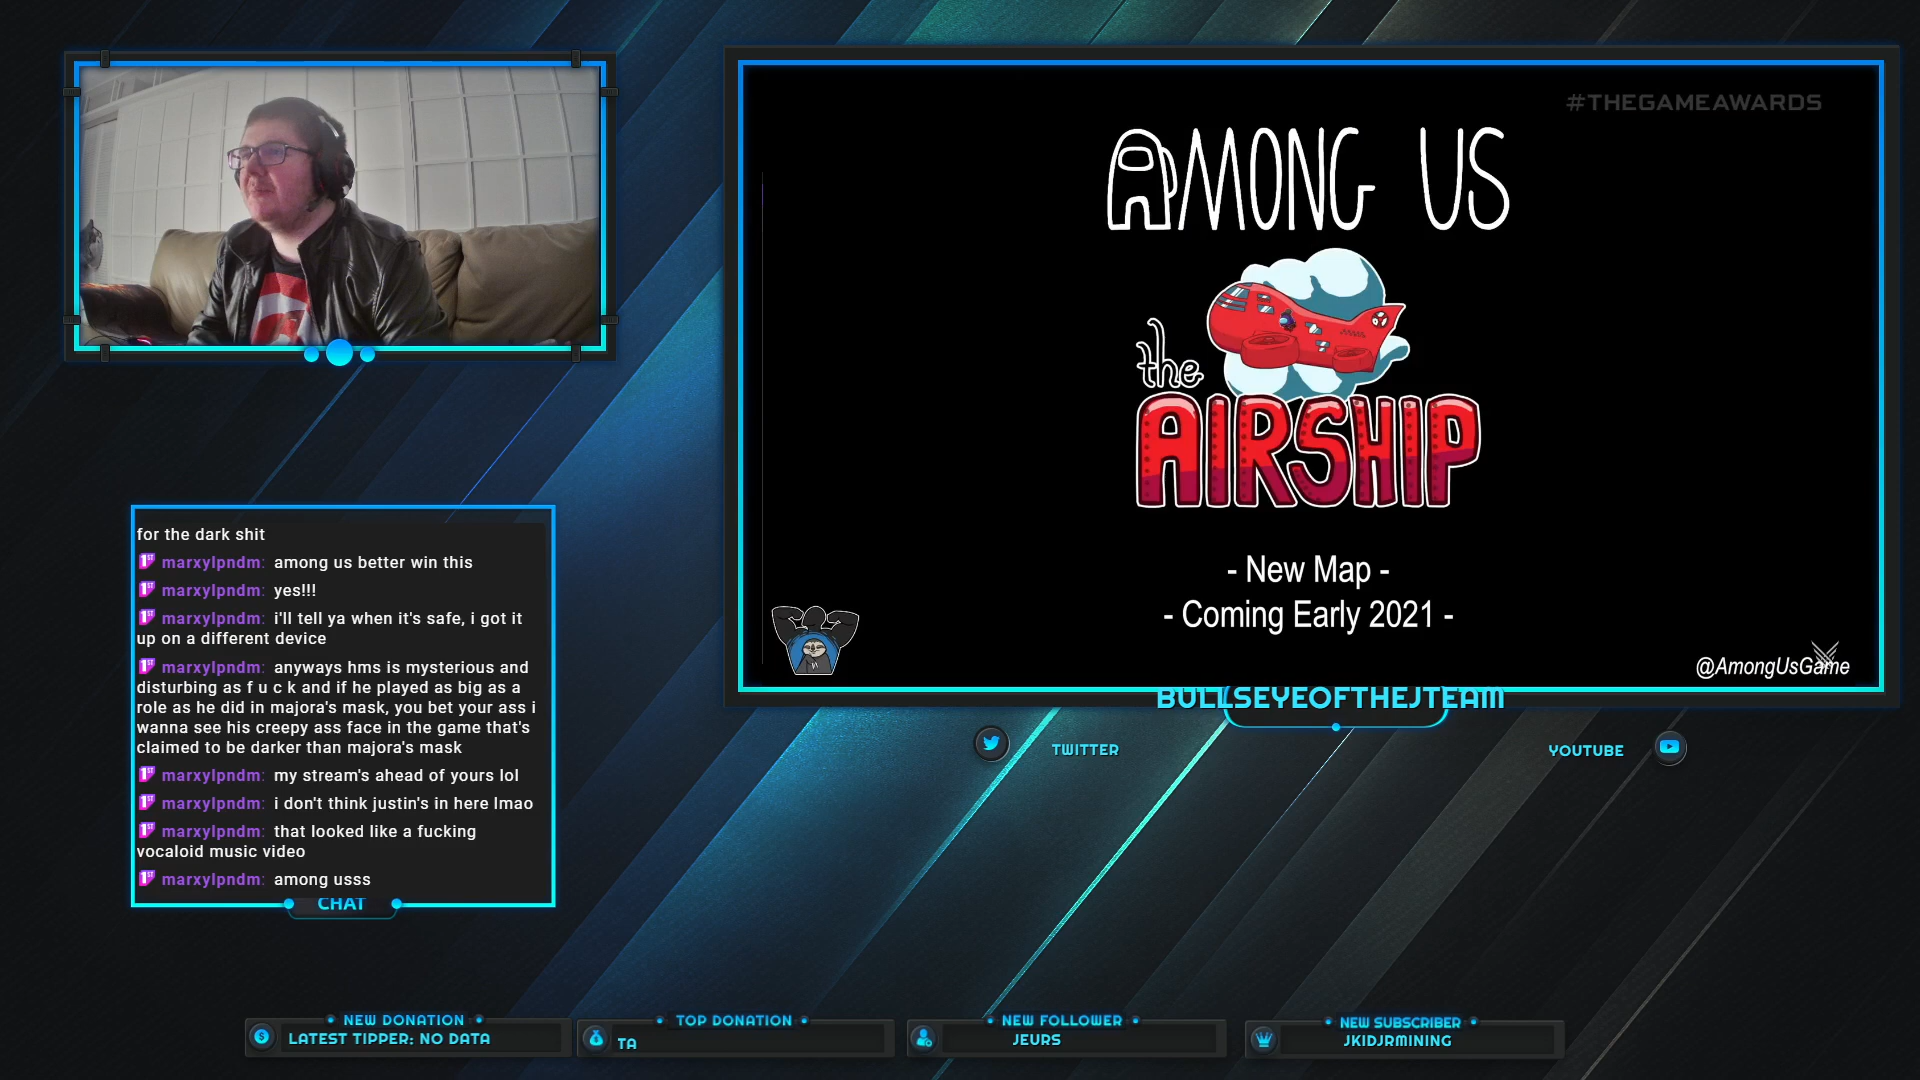 #THEGAMEAWARDS
AMONG US
the
AIRSHIP
- New Map -
- Coming Early 2021 -
@AmongUsGame
BULLSEYEOFTHEJTEAM
TWITTER
YOUTUBE
for the dark shit
marxylpndm: among us better win this
marxylpndm: yes!!!
marxylpndm: i'll tell ya when it's safe, i got it
up on a different device
marxylpndm: anyways hms is mysterious and
disturbing as f u c k and if he played as big as a
role as he did in majora's mask, you bet your ass i
wanna see his creepy ass face in the game that's
claimed to be darker than majora's mask
marxylpndm: my stream's ahead of yours lol
marxylpndm: i don't think justin's in here lmao
marxylpndm: that looked like a fucking
vocaloid music video
marxylpndm: among usss
CHAT
NEW DONATION
LATEST TIPPER: NO DATA
TOP DONATION
TA
NEW FOLLOWER
JEURS
NEW SUBSCRIBER
JKIDJRMINING